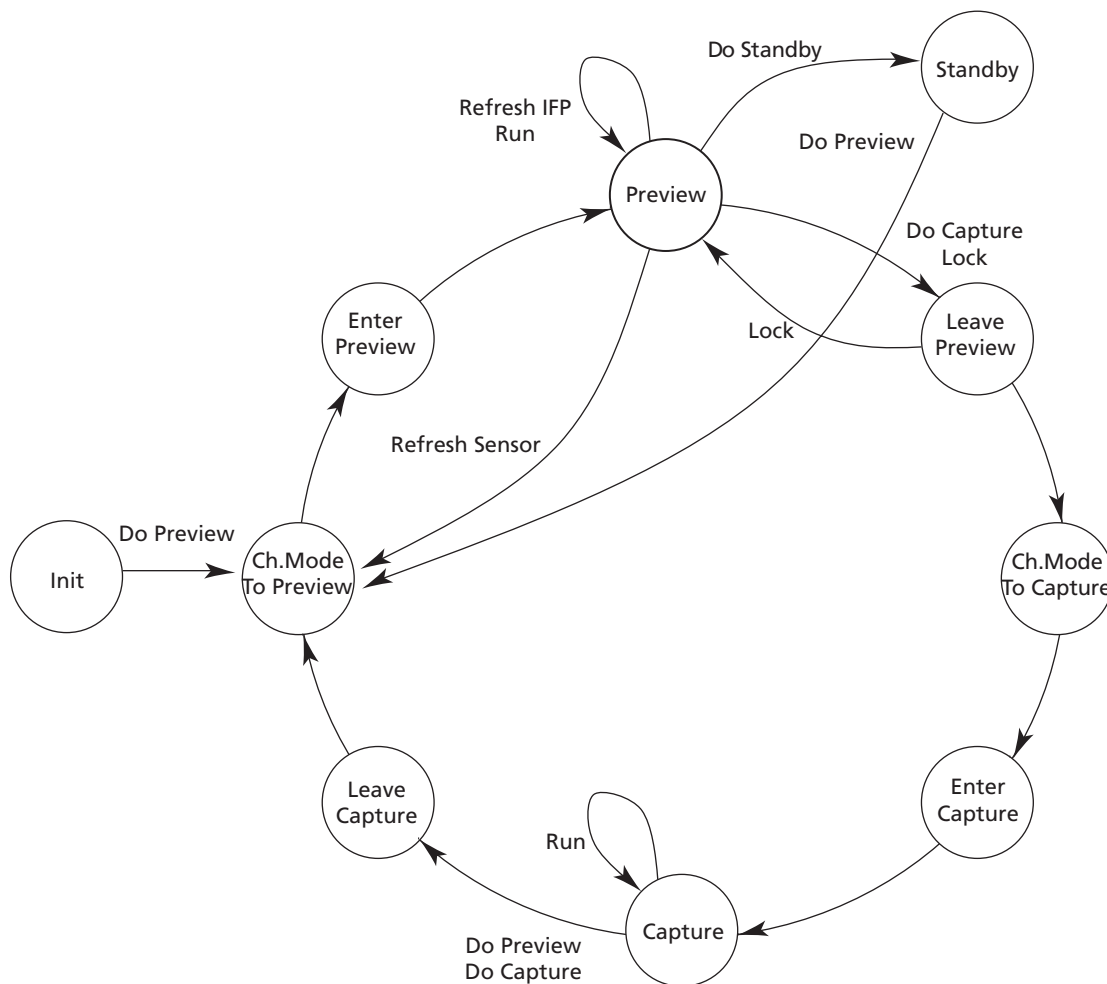 Do Standby
Standby
Refresh IFP
Run
Do Preview
Preview
Do Capture
Lock
Enter
Preview
Leave
Preview
Lock
Refresh Sensor
Do Preview
Init
Ch.Mode
To Preview
Ch.Mode
To Capture
Leave
Capture
Enter
Capture
Run
Capture
Do Preview
Do Capture